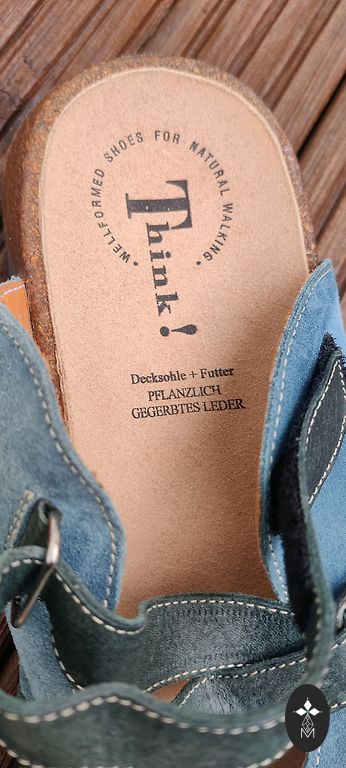 • WELLFORMED SHOES FOR NATURAL WALKING •
Think!
Decksohle + Futter
PFLANZLICH
GEGERBTES LEDER